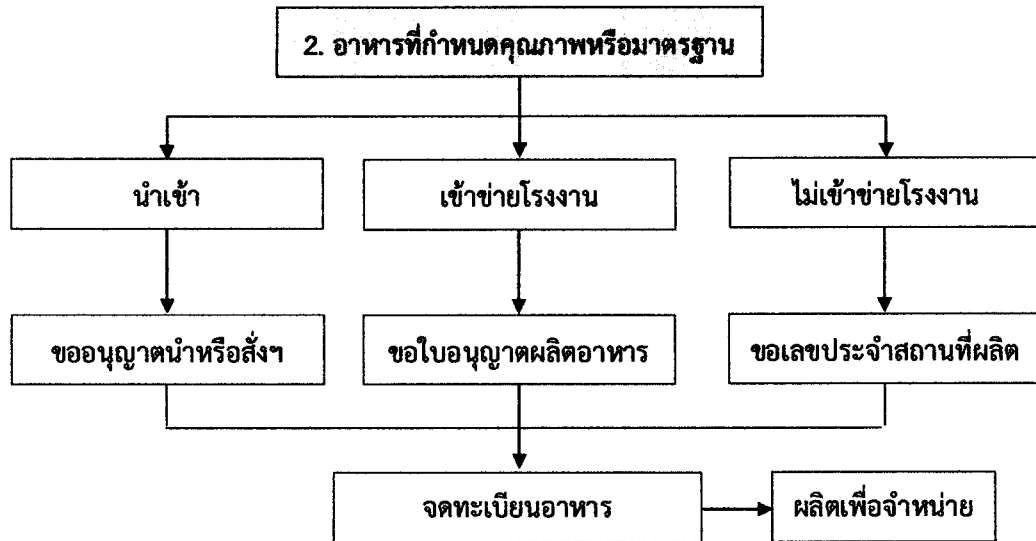 2. อาหารที่กำหนดคุณภาพหรือมาตรฐาน
นำเข้า
เข้าข่ายโรงงาน
ไม่เข้าข่ายโรงงาน
ขออนุญาตนำหรือสั่งฯ
ขอใบอนุญาตผลิตอาหาร
ขอเลขประจำสถานที่ผลิต
จดทะเบียนอาหาร
ผลิตเพื่อจำหน่าย